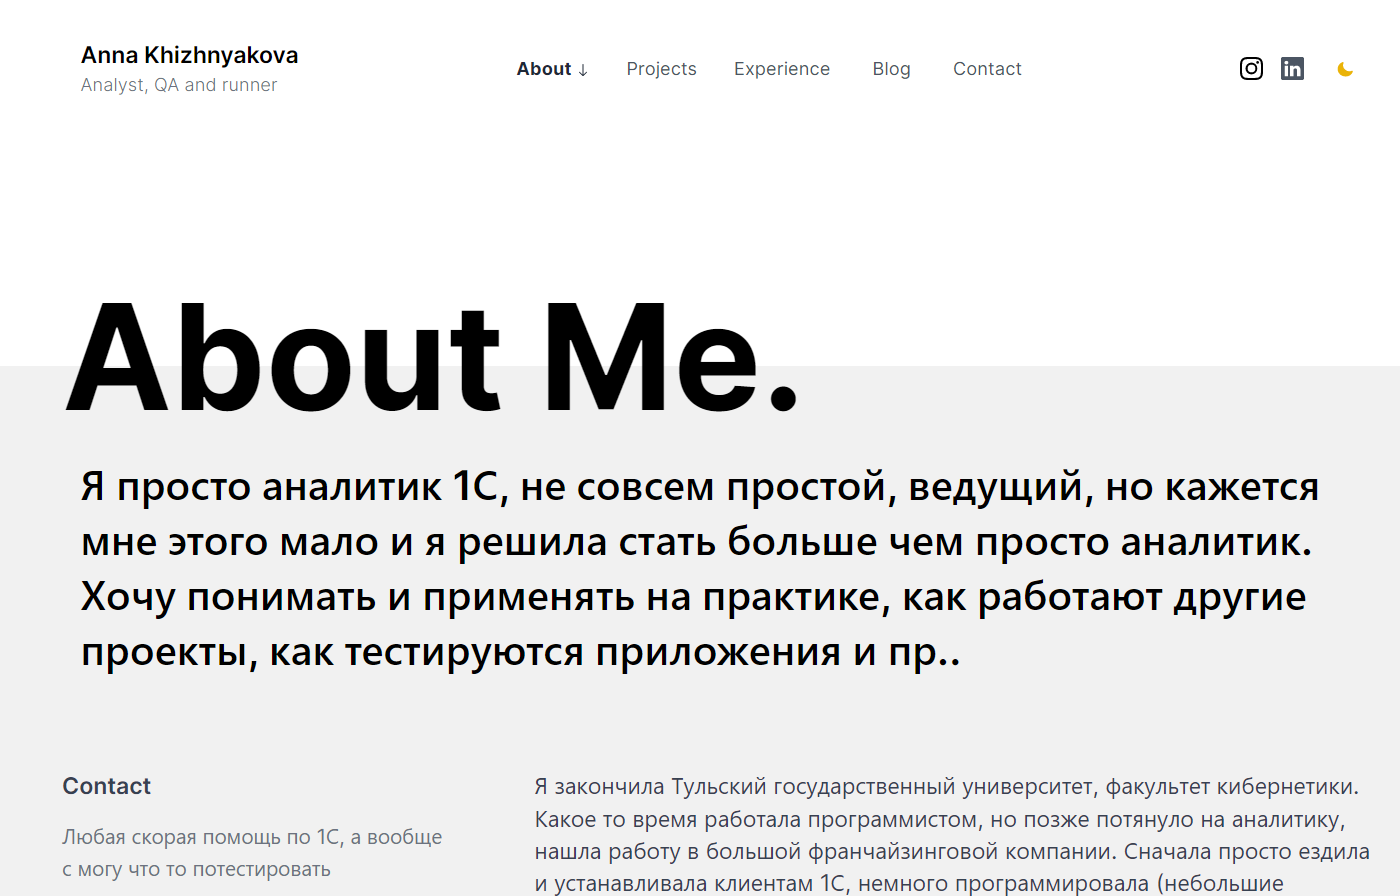 Anna Khizhnyakova
Analyst, QA and runner
About ↓ Projects Experience Blog Contact
About Me.
Я просто аналитик 1С, не совсем простой, ведущий, но кажется
мне этого мало и я решила стать больше чем просто аналитик.
Хочу понимать и применять на практике, как работают другие
проекты, как тестируются приложения и пр..
Contact
Любая скорая помощь по 1С, а вообще
с могу что то потестировать
Я закончила Тульский государственный университет, факультет кибернетики.
Какое то время работала программистом, но позже потянуло на аналитику,
нашла работу в большой франчайзинговой компании. Сначала просто ездила
и устанавливала клиентам 1С, немного программировала (небольшие